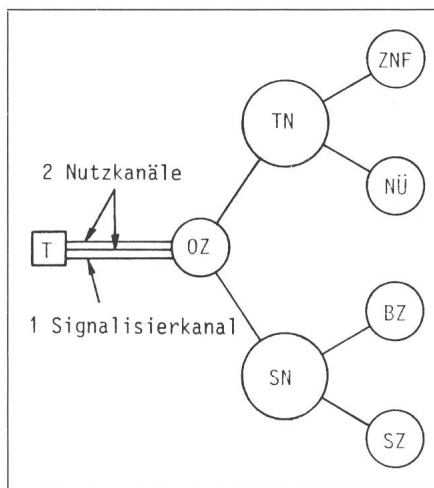 ZNF
TN
NÜ
2 Nutzkanäle
T
OZ
1 Signalisierkanal
BZ
SN
SZ